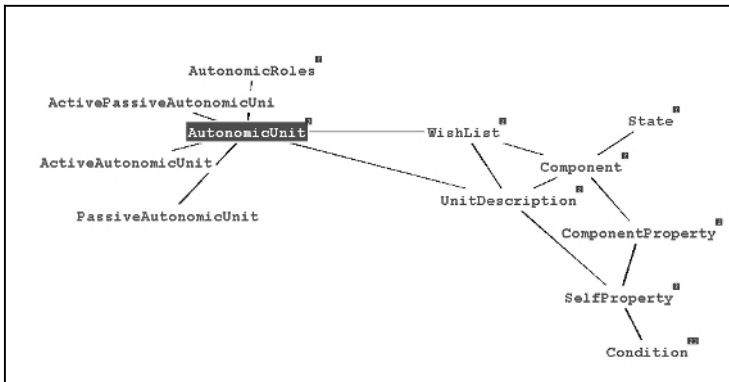 AutonomicRoles
ActivePassiveAutonomicUni
AutonomicUnit
WishList
State
ActiveAutonomicUnit
Component
UnitDescription
PassiveAutonomicUnit
ComponentProperty
SelfProperty
Condition